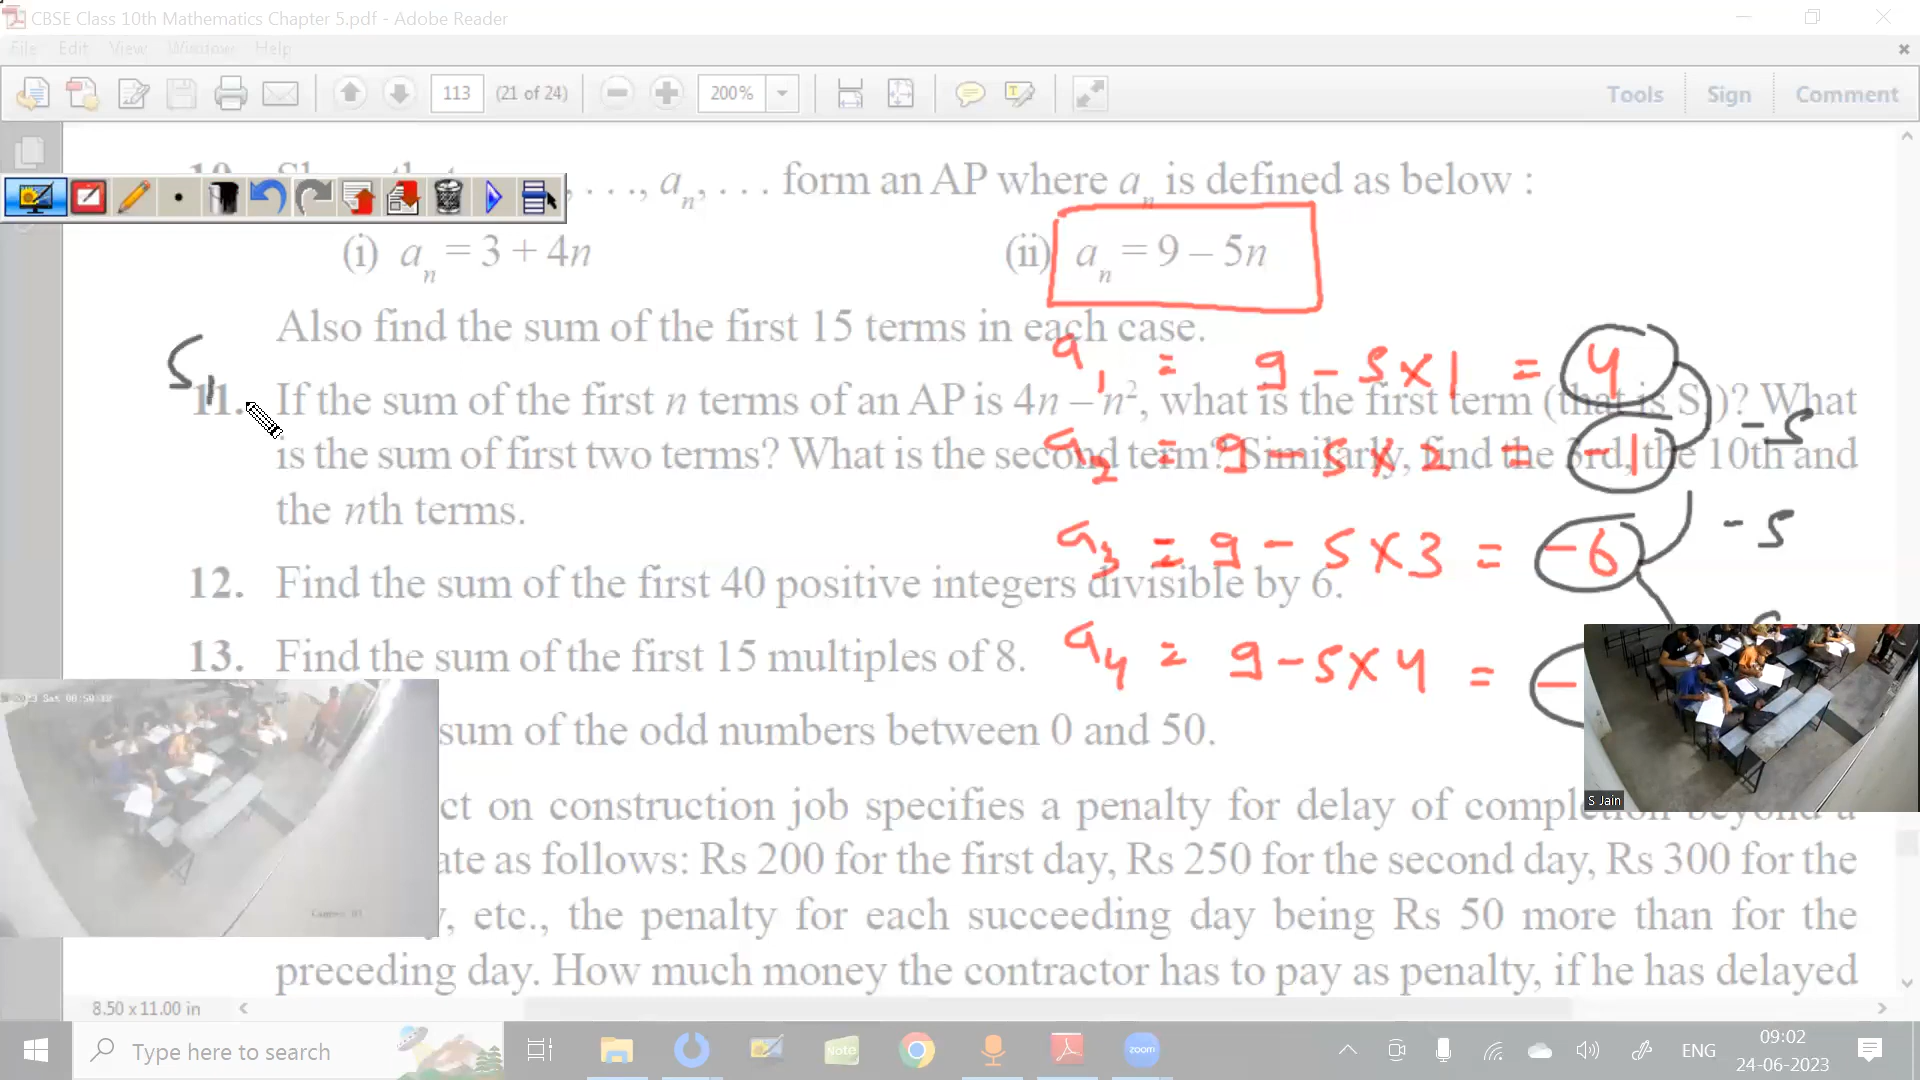 CBSE Class 10th Mathematics Chapter 5.pdf - Adobe Reader
File Edit View Window Help
113 (21 of 24) 200% Tools Sign Comment
. . ., aₙ, . . . form an AP where aₙ is defined as below :
(i) aₙ = 3 + 4n (ii) aₙ = 9 – 5n
Also find the sum of the first 15 terms in each case.
S₁
a₁ = 9 - 5×1 = 4
11. If the sum of the first n terms of an AP is 4n – n², what is the first term (that is S₁)? What
-5
is the sum of first two terms? What is the second term? Similarly, find the 3rd, the 10th and
a₂ = 9 - 5×2 = -1
the nth terms.
-5
a₃ = 9 - 5×3 = -6
12. Find the sum of the first 40 positive integers divisible by 6.
13. Find the sum of the first 15 multiples of 8.
a₄ = 9-5×4 = -
sum of the odd numbers between 0 and 50.
S Jain
ct on construction job specifies a penalty for delay of completion beyond a
ate as follows: Rs 200 for the first day, Rs 250 for the second day, Rs 300 for the
, etc., the penalty for each succeeding day being Rs 50 more than for the
preceding day. How much money the contractor has to pay as penalty, if he has delayed
8.50 x 11.00 in
Type here to search
Note
zoom
ENG
09:02
24-06-2023